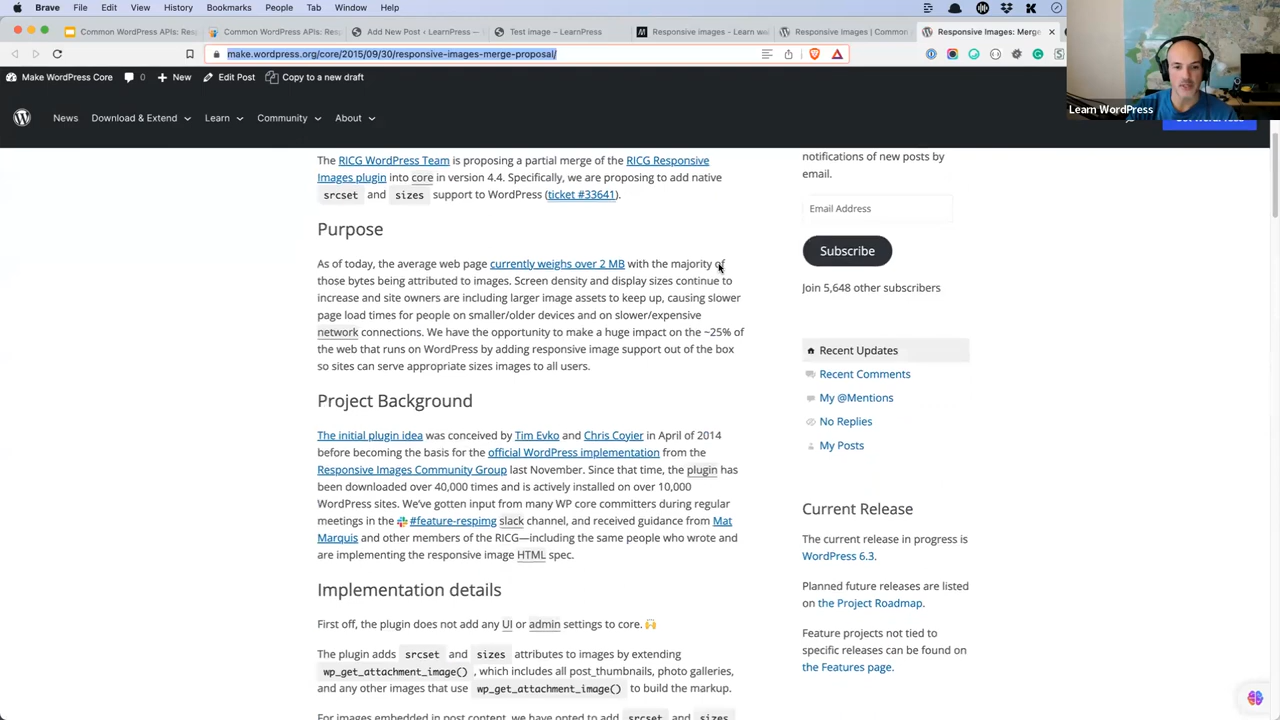 Brave File Edit View History Bookmarks People Tab Window Help
Common WordPress APIs: Resp
Common WordPress APIs: Resp
Add New Post ‹ LearnPress —
Test image – LearnPress
Responsive images - Learn we
Responsive Images | Common
Responsive Images: Merge
make.wordpress.org/core/2015/09/30/responsive-images-merge-proposal/
Make WordPress Core 0 New Edit Post Copy to a new draft
Learn WordPress
News Download & Extend Learn Community About
The RICG WordPress Team is proposing a partial merge of the RICG Responsive
Images plugin into core in version 4.4. Specifically, we are proposing to add native
srcset and sizes support to WordPress (ticket #33641).
Purpose
As of today, the average web page currently weighs over 2 MB with the majority of
those bytes being attributed to images. Screen density and display sizes continue to
increase and site owners are including larger image assets to keep up, causing slower
page load times for people on smaller/older devices and on slower/expensive
network connections. We have the opportunity to make a huge impact on the ~25% of
the web that runs on WordPress by adding responsive image support out of the box
so sites can serve appropriate sizes images to all users.
Project Background
The initial plugin idea was conceived by Tim Evko and Chris Coyier in April of 2014
before becoming the basis for the official WordPress implementation from the
Responsive Images Community Group last November. Since that time, the plugin has
been downloaded over 40,000 times and is actively installed on over 10,000
WordPress sites. We've gotten input from many WP core committers during regular
meetings in the #feature-respimg slack channel, and received guidance from Mat
Marquis and other members of the RICG—including the same people who wrote and
are implementing the responsive image HTML spec.
Implementation details
First off, the plugin does not add any UI or admin settings to core. 🙌
The plugin adds srcset and sizes attributes to images by extending
wp_get_attachment_image() , which includes all post_thumbnails, photo galleries,
and any other images that use wp_get_attachment_image() to build the markup.
For images embedded in post content, we have opted to add srcset and sizes
notifications of new posts by
email.
Email Address
Subscribe
Join 5,648 other subscribers
Recent Updates
Recent Comments
My @Mentions
No Replies
My Posts
Current Release
The current release in progress is
WordPress 6.3.
Planned future releases are listed
on the Project Roadmap.
Feature projects not tied to
specific releases can be found on
the Features page.